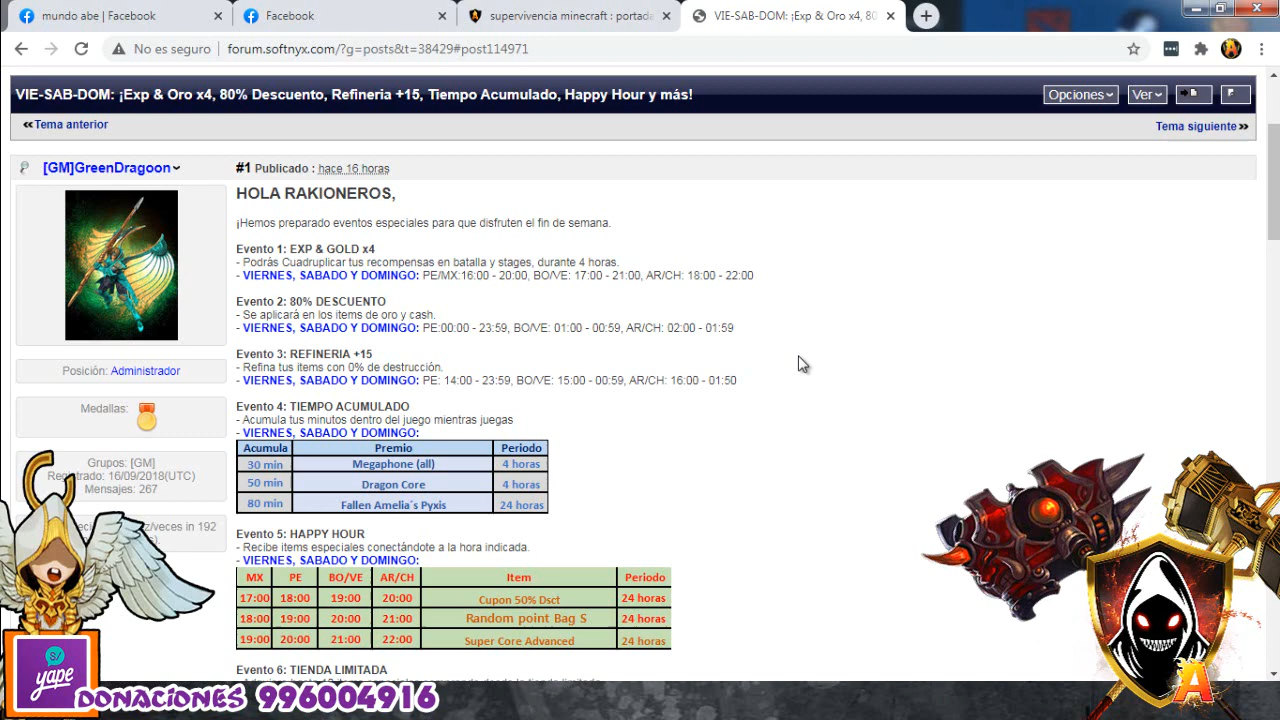 mundo abe | Facebook
Facebook
supervivencia minecraft : portade
VIE-SAB-DOM: ¡Exp & Oro x4, 80
No es seguro
forum.softnyx.com/?g=posts&t=38429#post114971
VIE-SAB-DOM: ¡Exp & Oro x4, 80% Descuento, Refineria +15, Tiempo Acumulado, Happy Hour y más!
Opciones
Ver
Tema anterior
Tema siguiente
[GM]GreenDragoon
#1 Publicado : hace 16 horas
HOLA RAKIONEROS,
¡Hemos preparado eventos especiales para que disfruten el fin de semana.
Evento 1: EXP & GOLD x4
- Podrás Cuadruplicar tus recompensas en batalla y stages, durante 4 horas.
- VIERNES, SABADO Y DOMINGO: PE/MX:16:00 - 20:00, BO/VE: 17:00 - 21:00, AR/CH: 18:00 - 22:00
Evento 2: 80% DESCUENTO
- Se aplicará en los items de oro y cash.
- VIERNES, SABADO Y DOMINGO: PE:00:00 - 23:59, BO/VE: 01:00 - 00:59, AR/CH: 02:00 - 01:59
Evento 3: REFINERIA +15
- Refina tus items con 0% de destrucción.
- VIERNES, SABADO Y DOMINGO: PE: 14:00 - 23:59, BO/VE: 15:00 - 00:59, AR/CH: 16:00 - 01:50
Posición: Administrador
Medallas:
Grupos: [GM]
Registrado: 16/09/2018(UTC)
Mensajes: 267
z/veces in 192
Evento 4: TIEMPO ACUMULADO
- Acumula tus minutos dentro del juego mientras juegas
- VIERNES, SABADO Y DOMINGO:
Acumula Premio Periodo
30 min Megaphone (all) 4 horas
50 min Dragon Core 4 horas
80 min Fallen Amelia´s Pyxis 24 horas
Evento 5: HAPPY HOUR
- Recibe items especiales conectándote a la hora indicada.
- VIERNES, SABADO Y DOMINGO:
MX PE BO/VE AR/CH Item Periodo
17:00 18:00 19:00 20:00 Cupon 50% Dsct 24 horas
18:00 19:00 20:00 21:00 Random point Bag S 24 horas
19:00 20:00 21:00 22:00 Super Core Advanced 24 horas
Evento 6: TIENDA LIMITADA
S/
yape
DONACIONES 996004916
A